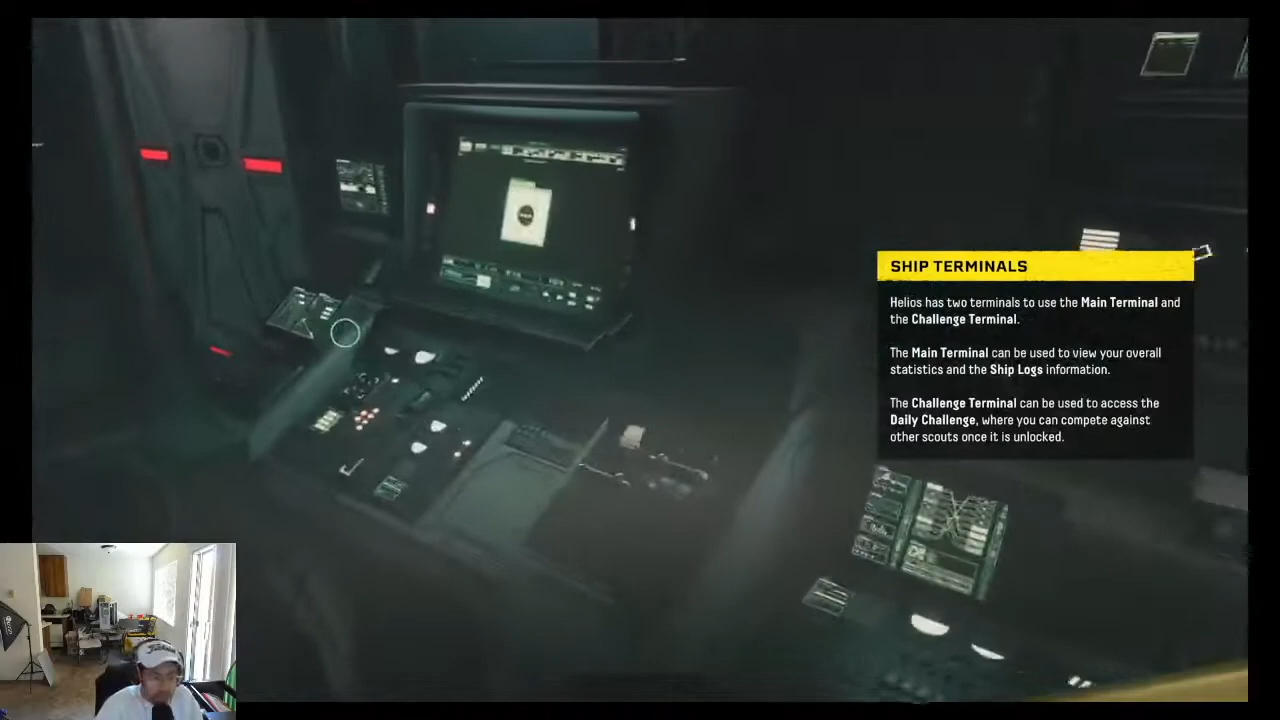 SHIP TERMINALS
Helios has two terminals to use the Main Terminal and
the Challenge Terminal.
The Main Terminal can be used to view your overall
statistics and the Ship Logs information.
The Challenge Terminal can be used to access the
Daily Challenge, where you can compete against
other scouts once it is unlocked.